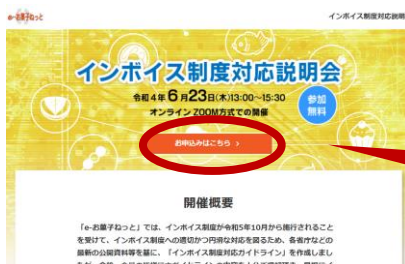 e-お菓子ねっと
インボイス制度対応説明
インボイス制度対応説明会
令和4年6月23日(木)13:00~15:30
オンライン ZOOM方式での開催
参加
無料
お申込みはこちら >
開催概要
「e-お菓子ねっと」では、インボイス制度が令和5年10月から施行されること
を受けて、インボイス制度への適切かつ円滑な対応を図るため、各省庁などの
最新の公開資料等を基に、「インボイス制度対応ガイドライン」を作成しまし